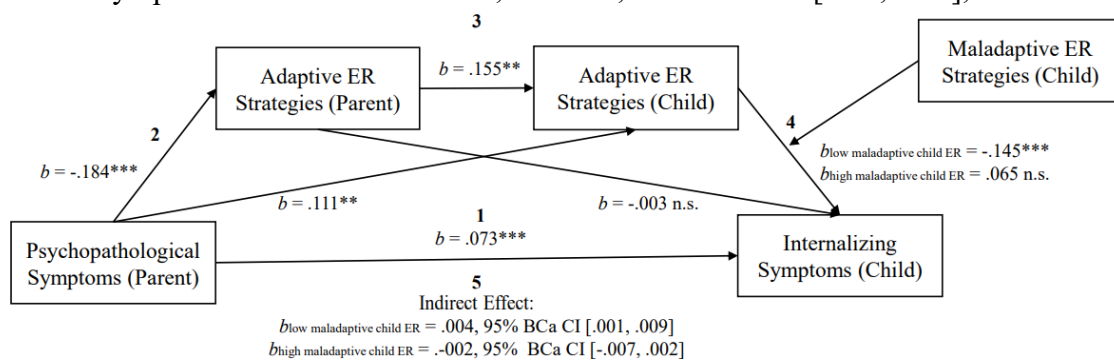 3
Maladaptive ER
Strategies (Child)
Adaptive ER
Strategies (Parent)
b = .155**
Adaptive ER
Strategies (Child)
2
4
b = -.184***
blow maladaptive child ER = -.145***
bhigh maladaptive child ER = .065 n.s.
b = .111**
b = -.003 n.s.
1
Psychopathological
Symptoms (Parent)
b = .073***
Internalizing
Symptoms (Child)
5
Indirect Effect:
blow maladaptive child ER = .004, 95% BCa CI [.001, .009]
bhigh maladaptive child ER = .-002, 95% BCa CI [-.007, .002]